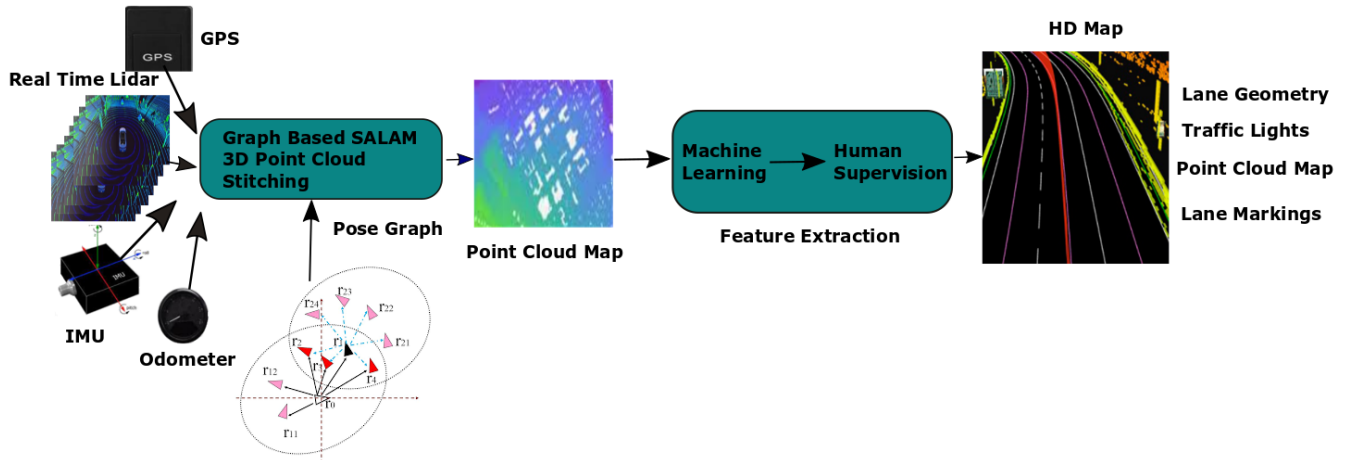 GPS
GPS
HD Map
Real Time Lidar
Graph Based SALAM
3D Point Cloud
Stitching
Machine
Learning
Human
Supervision
Lane Geometry
Traffic Lights
Point Cloud Map
Lane Markings
Pose Graph
Point Cloud Map
Feature Extraction
IMU
IMU
Odometer
r23
r24
r22
r2
r1
r21
r3
r4
r12
r0
r11